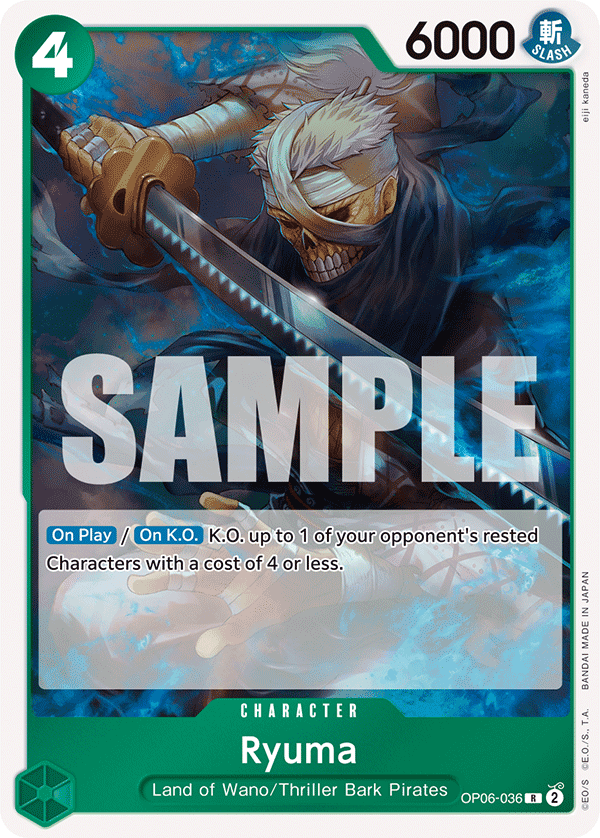 4
6000
斬
SLASH
eiji kaneda
SAMPLE
On Play / On K.O. K.O. up to 1 of your opponent's rested
Characters with a cost of 4 or less.
©EO/S ©E.O./S., T.A. BANDAI MADE IN JAPAN
CHARACTER
Ryuma
Land of Wano/Thriller Bark Pirates
OP06-036 R 2